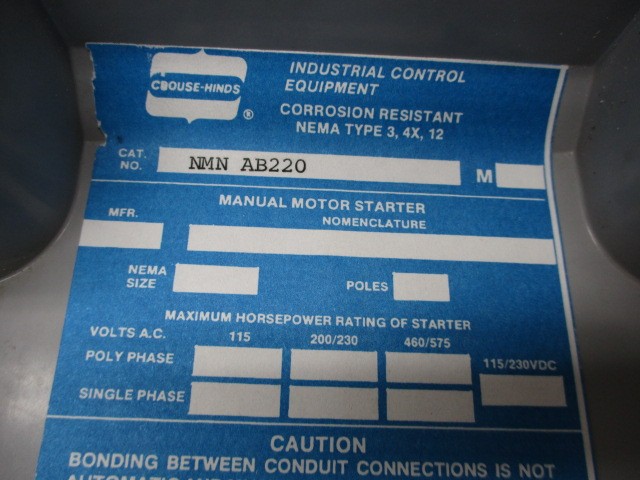 CROUSE-HINDS
®
INDUSTRIAL CONTROL
EQUIPMENT
CORROSION RESISTANT
NEMA TYPE 3, 4X, 12
CAT.
NO. NMN AB220 M
MANUAL MOTOR STARTER
MFR. NOMENCLATURE
NEMA
SIZE POLES
MAXIMUM HORSEPOWER RATING OF STARTER
VOLTS A.C. 115 200/230 460/575
POLY PHASE 115/230VDC
SINGLE PHASE
CAUTION
BONDING BETWEEN CONDUIT CONNECTIONS IS NOT
AUTOMATIC